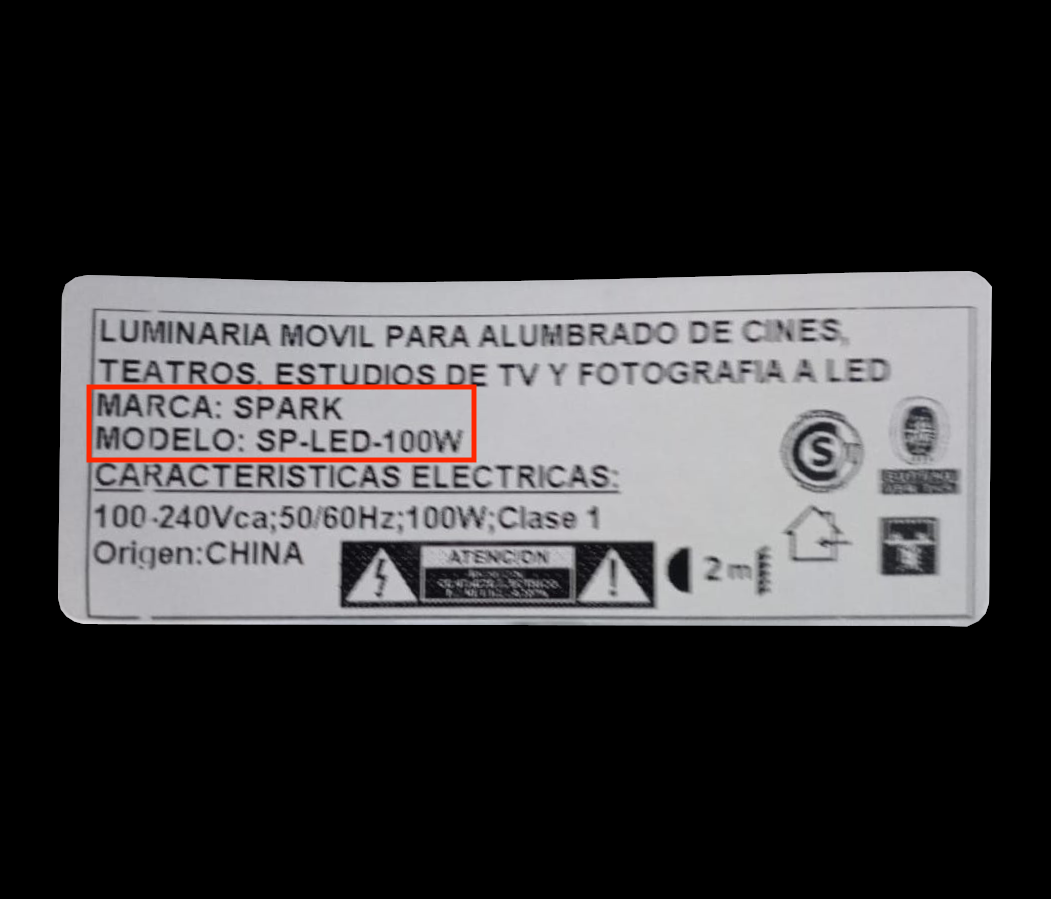 LUMINARIA MOVIL PARA ALUMBRADO DE CINES,
TEATROS, ESTUDIOS DE TV Y FOTOGRAFIA A LED
MARCA: SPARK
MODELO: SP-LED-100W
CARACTERISTICAS ELECTRICAS:
100-240Vca;50/60Hz;100W;Clase 1
Origen:CHINA
ATENCION
2 m
S